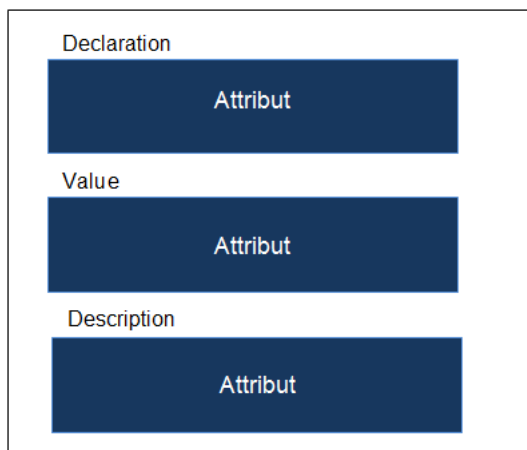 Declaration
Attribut
Value
Attribut
Description
Attribut